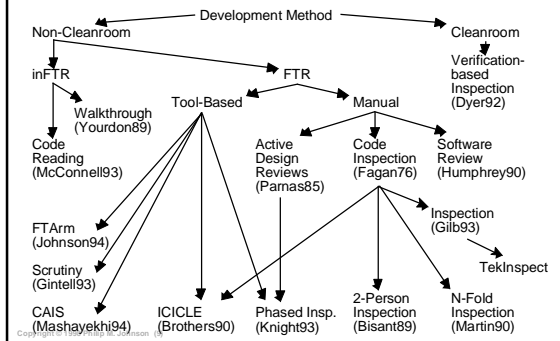 Development Method
Non-Cleanroom
Cleanroom
inFTR
FTR
Verification-
based
Inspection
(Dyer92)
Walkthrough
(Yourdon89)
Tool-Based
Manual
Code
Reading
(McConnell93)
Active
Design
Reviews
(Parnas85)
Code
Inspection
(Fagan76)
Software
Review
(Humphrey90)
Inspection
(Gilb93)
FTArm
(Johnson94)
Scrutiny
(Gintell93)
TekInspect
CAIS
(Mashayekhi94)
ICICLE
(Brothers90)
Phased Insp.
(Knight93)
2-Person
Inspection
(Bisant89)
N-Fold
Inspection
(Martin90)
Philip M. Johnson